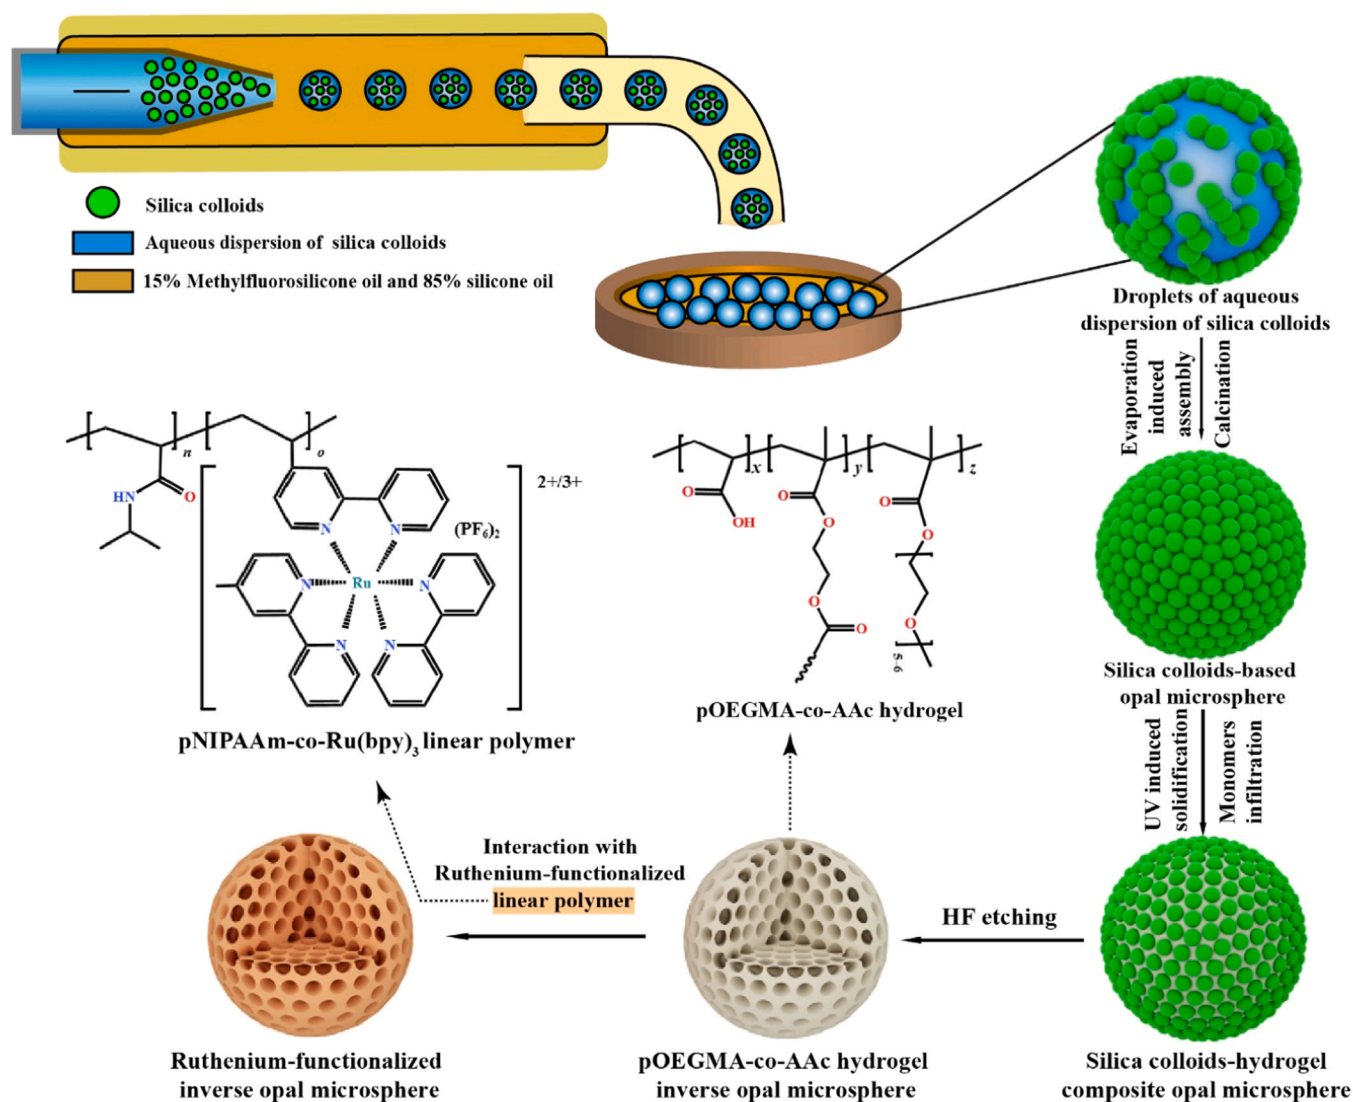 Silica colloids
Aqueous dispersion of silica colloids
15% Methylfluorosilicone oil and 85% silicone oil
Droplets of aqueous
dispersion of silica colloids
Evaporation
induced
assembly
Calcination
Silica colloids-based
opal microsphere
UV induced
solidification
Monomers
infiltration
Silica colloids-hydrogel
composite opal microsphere
HF etching
pOEGMA-co-AAc hydrogel
inverse opal microsphere
x
y
z
O
OH
O
O
O
O
O
O
O
O
5-6
pOEGMA-co-AAc hydrogel
Interaction with
Ruthenium-functionalized
linear polymer
Ruthenium-functionalized
inverse opal microsphere
n
o
HN
O
2+/3+
(PF₆)₂
N
N
N
Ru
N
N
N
pNIPAAm-co-Ru(bpy)₃ linear polymer